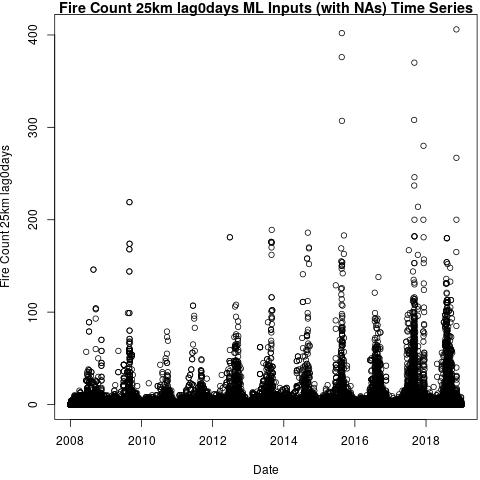 Fire Count 25km lag0days ML Inputs (with NAs) Time Series
Fire Count 25km lag0days
400
300
200
100
0
2008 2010 2012 2014 2016 2018
Date